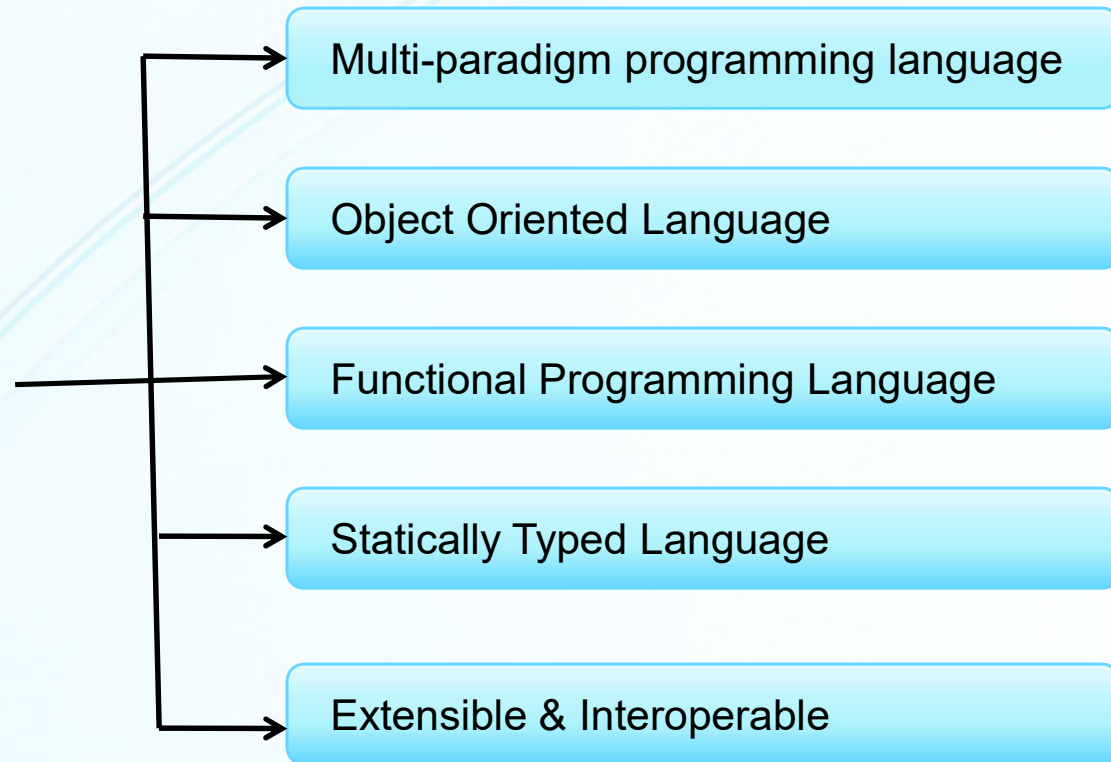 Multi-paradigm programming language
Object Oriented Language
Functional Programming Language
Statically Typed Language
Extensible & Interoperable